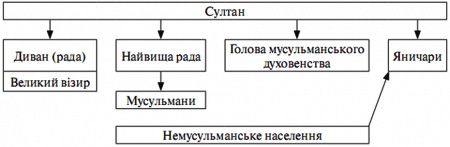 Султан
Диван (рада)
Великий візир
Найвища рада
Мусульмани
Голова мусульманського
духовенства
Яничари
Немусульманське населення